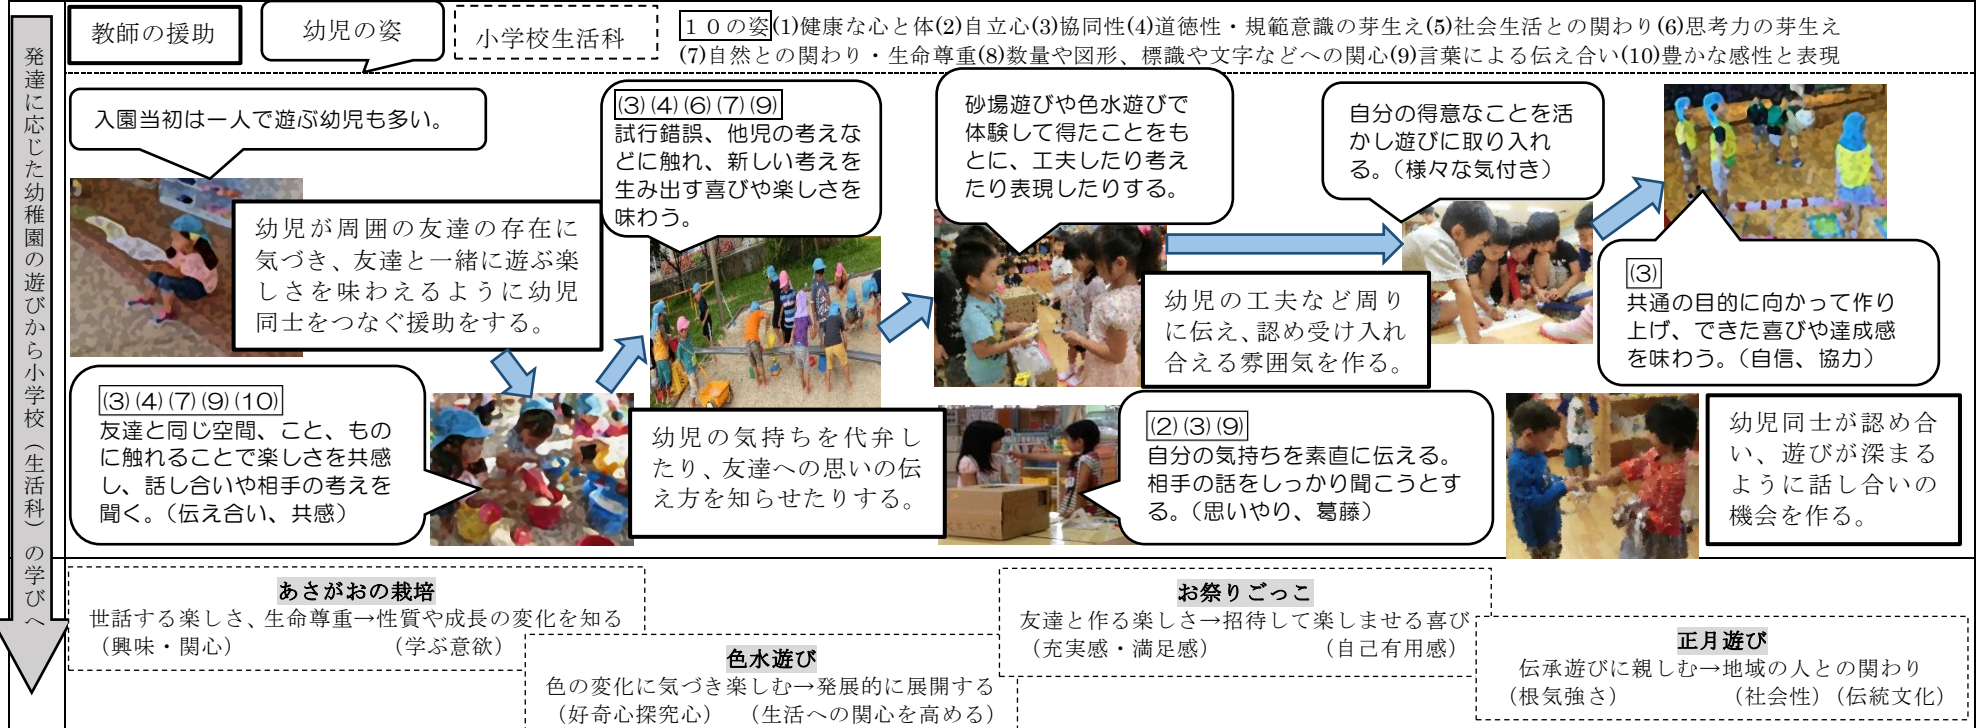 発達に応じた幼稚園の遊びから小学校（生活科）の学びへ
教師の援助
幼児の姿
小学校生活科
１０の姿(1)健康な心と体(2)自立心(3)協同性(4)道徳性・規範意識の芽生え(5)社会生活との関わり(6)思考力の芽生え
(7)自然との関わり・生命尊重(8)数量や図形、標識や文字などへの関心(9)言葉による伝え合い(10)豊かな感性と表現
入園当初は一人で遊ぶ幼児も多い。
幼児が周囲の友達の存在に
気づき、友達と一緒に遊ぶ楽
しさを味わえるように幼児
同士をつなぐ援助をする。
(3)(4)(7)(9)(10)
友達と同じ空間、こと、もの
に触れることで楽しさを共感
し、話し合いや相手の考えを
聞く。（伝え合い、共感）
(3)(4)(6)(7)(9)
試行錯誤、他児の考えな
どに触れ、新しい考えを
生み出す喜びや楽しさを
味わう。
幼児の気持ちを代弁し
たり、友達への思いの伝
え方を知らせたりする。
砂場遊びや色水遊びで
体験して得たことをも
とに、工夫したり考え
たり表現したりする。
幼児の工夫など周り
に伝え、認め受け入れ
合える雰囲気を作る。
(2)(3)(9)
自分の気持ちを素直に伝える。
相手の話をしっかり聞こうとす
る。（思いやり、葛藤）
自分の得意なことを活
かし遊びに取り入れ
る。（様々な気付き）
(3)
共通の目的に向かって作り
上げ、できた喜びや達成感
を味わう。（自信、協力）
幼児同士が認め合
い、遊びが深まる
ように話し合いの
機会を作る。
あさがおの栽培
世話する楽しさ、生命尊重→性質や成長の変化を知る
（興味・関心） （学ぶ意欲）
色水遊び
色の変化に気づき楽しむ→発展的に展開する
（好奇心探究心） （生活への関心を高める）
お祭りごっこ
友達と作る楽しさ→招待して楽しませる喜び
（充実感・満足感） （自己有用感）
正月遊び
伝承遊びに親しむ→地域の人との関わり
（根気強さ） （社会性）（伝統文化）